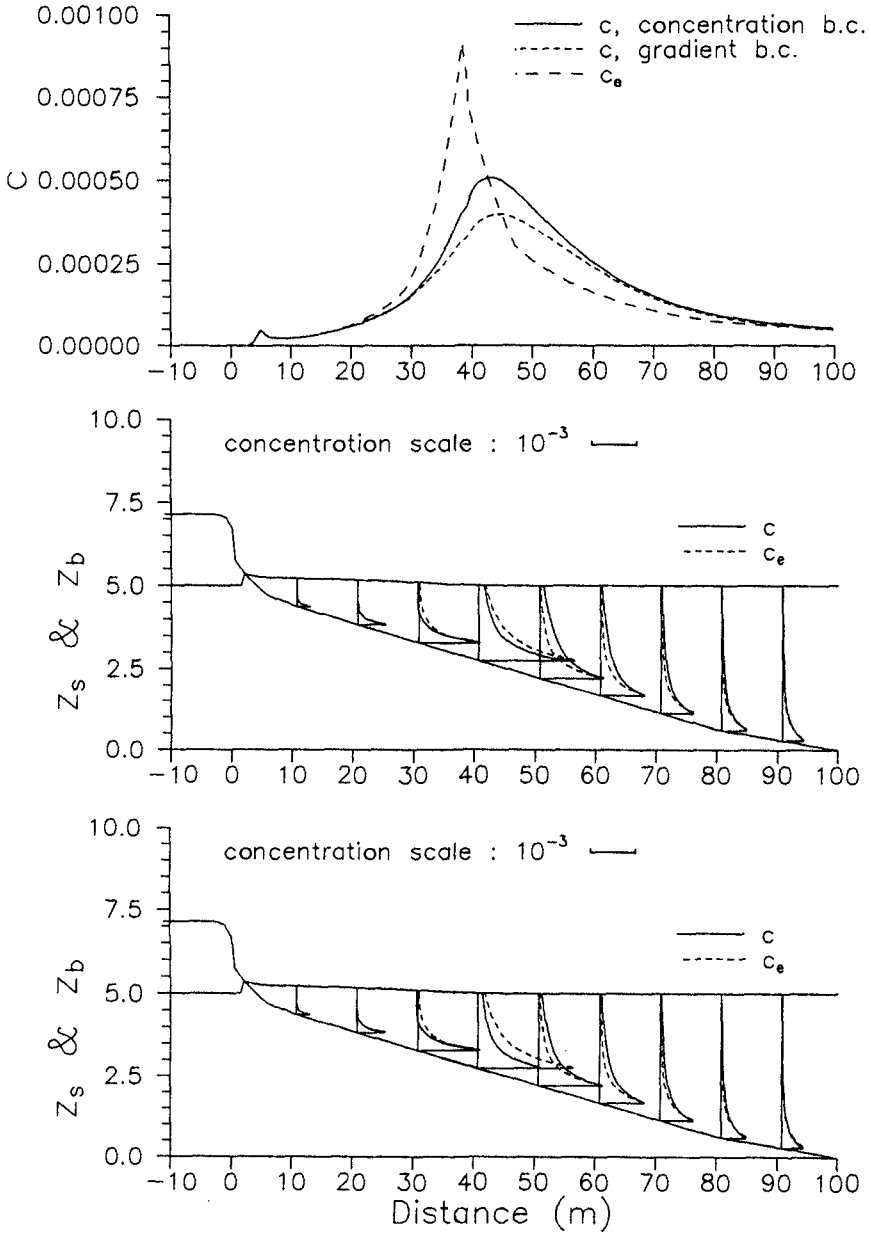 0.00100
0.00075
0.00050
0.00025
0.00000
C
c, concentration b.c.
c, gradient b.c.
cₑ
-10 0 10 20 30 40 50 60 70 80 90 100
10.0
7.5
5.0
2.5
0.0
Zₛ & Z_b
concentration scale : 10⁻³
c
cₑ
-10 0 10 20 30 40 50 60 70 80 90 100
10.0
7.5
5.0
2.5
0.0
Zₛ & Z_b
concentration scale : 10⁻³
c
cₑ
-10 0 10 20 30 40 50 60 70 80 90 100
Distance (m)